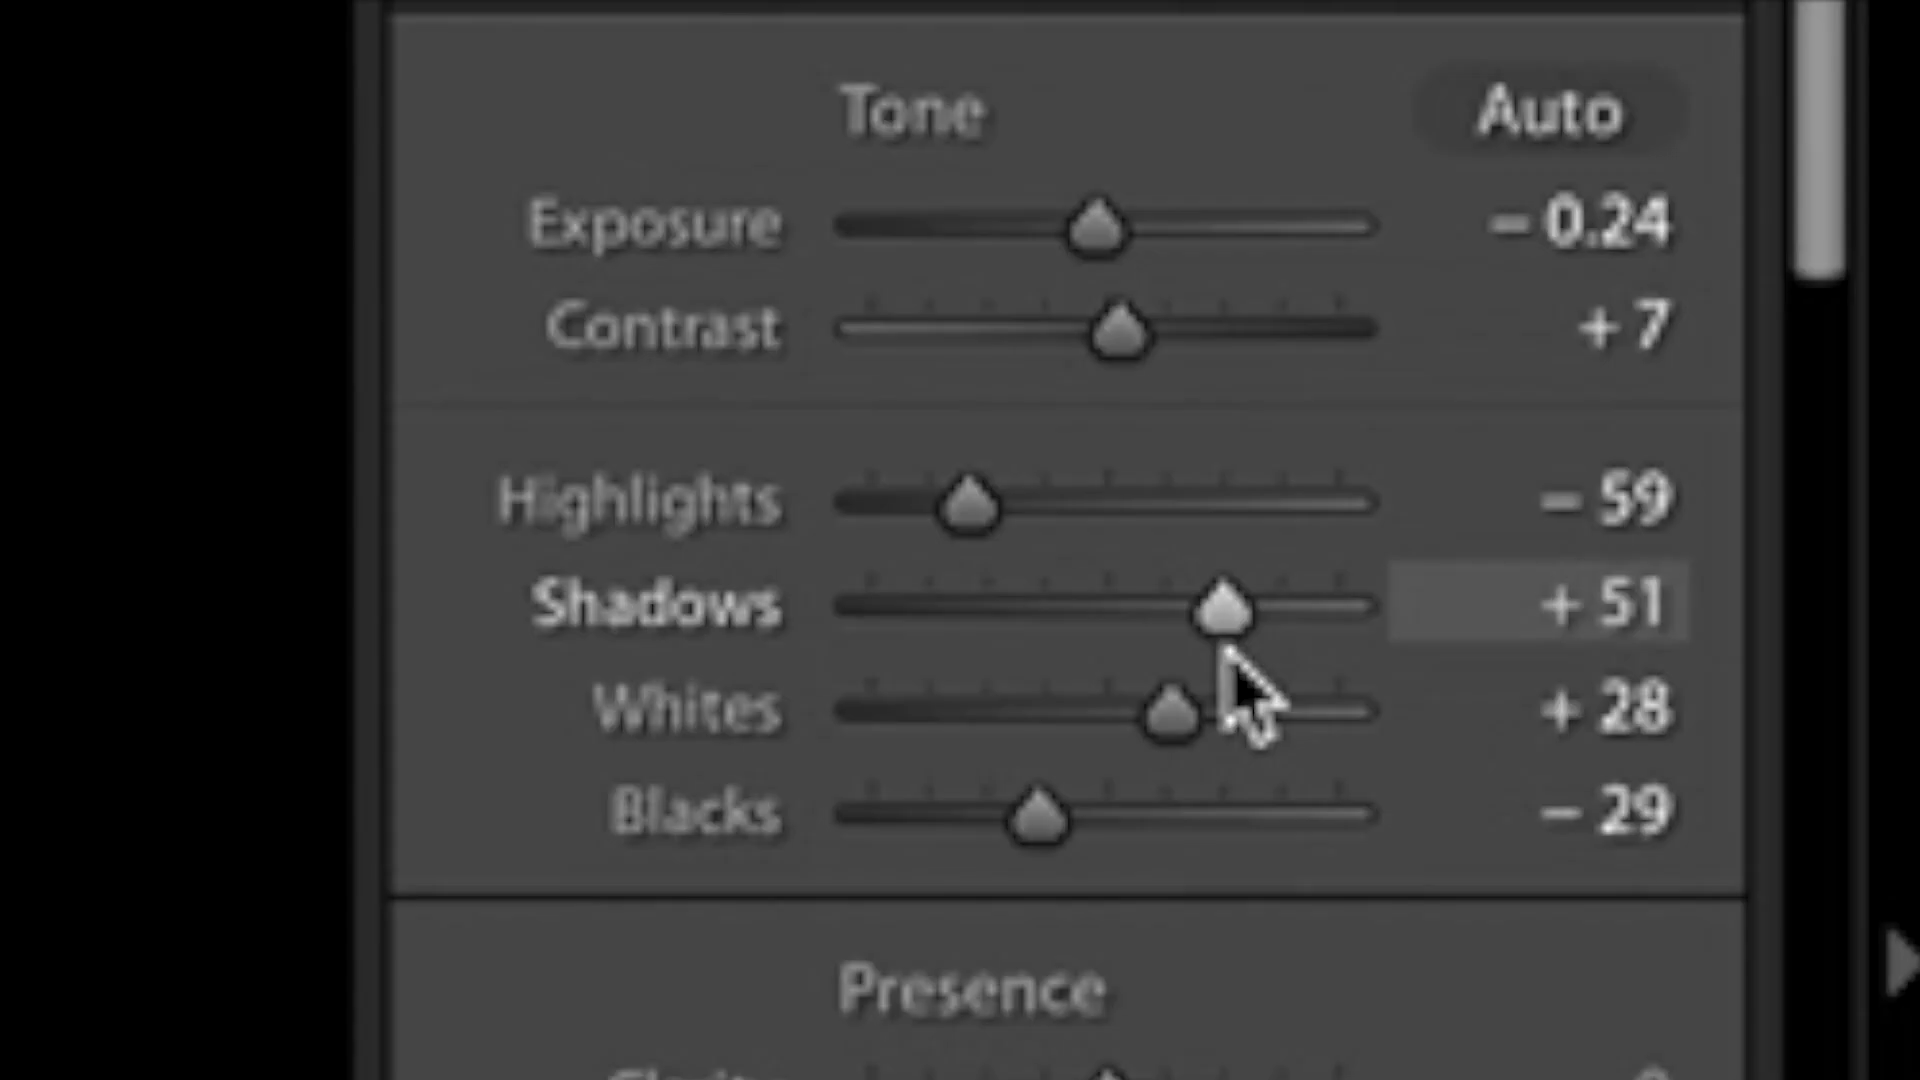 Tone Auto
Exposure – 0.24
Contrast + 7
Highlights – 59
Shadows + 51
Whites + 28
Blacks – 29
Presence